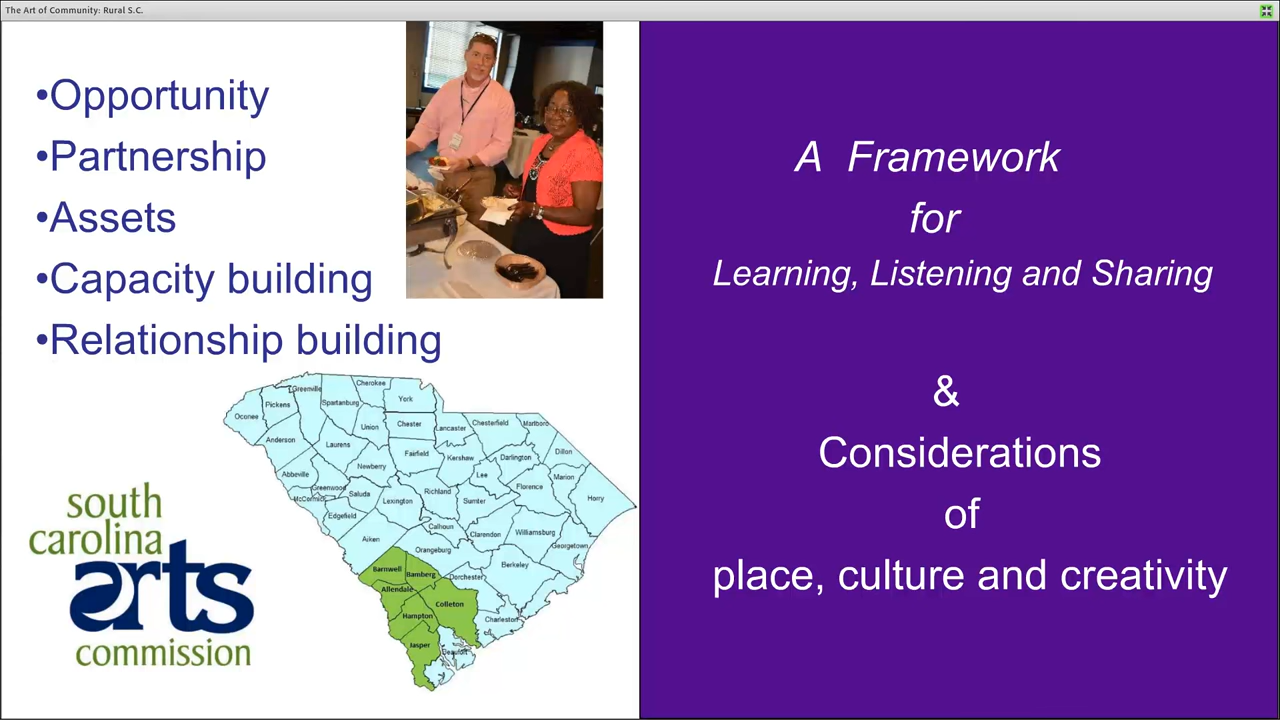 The Art of Community: Rural S.C.
•Opportunity
•Partnership
•Assets
•Capacity building
•Relationship building
A Framework
for
Learning, Listening and Sharing
&
Considerations
of
place, culture and creativity
Oconee
Pickens
Greenville
Spartanburg
Cherokee
York
Union
Chester
Lancaster
Chesterfield
Marlboro
Anderson
Laurens
Fairfield
Kershaw
Darlington
Dillon
Abbeville
Greenwood
Newberry
Lee
Florence
Marion
McCormick
Saluda
Lexington
Richland
Sumter
Horry
Edgefield
Calhoun
Clarendon
Williamsburg
Georgetown
Aiken
Orangeburg
Berkeley
Barnwell
Bamberg
Dorchester
Allendale
Colleton
Hampton
Charleston
Jasper
Beaufort
south
carolina
arts
commission